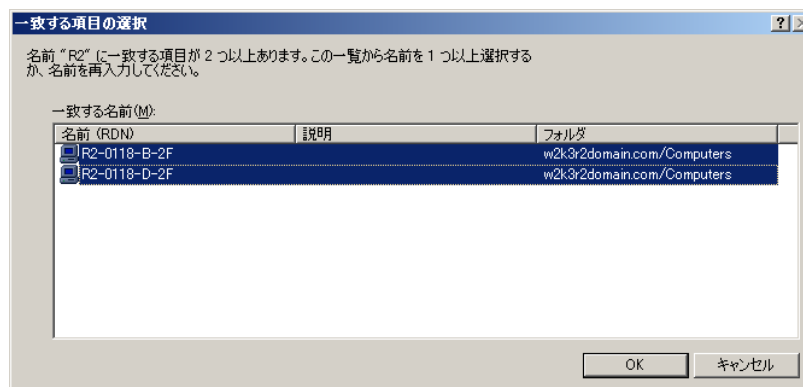 一致する項目の選択
名前 "R2" に一致する項目が 2 つ以上あります。この一覧から名前を 1 つ以上選択する
か、名前を再入力してください。
一致する名前(M):
名前 (RDN) 説明 フォルダ
R2-0118-B-2F w2k3r2domain.com/Computers
R2-0118-D-2F w2k3r2domain.com/Computers
OK キャンセル